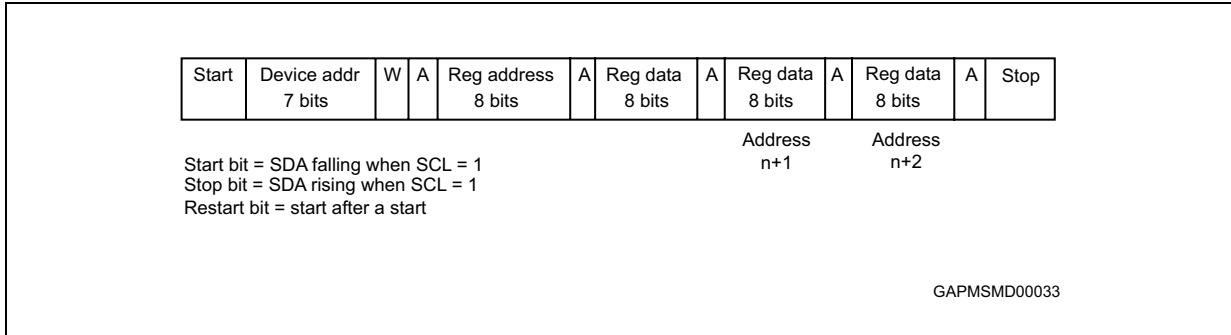 Start Device addr W A Reg address A Reg data A Reg data A Reg data A Stop
7 bits 8 bits 8 bits 8 bits 8 bits
Address Address
n+1 n+2
Start bit = SDA falling when SCL = 1
Stop bit = SDA rising when SCL = 1
Restart bit = start after a start
GAPMSMD00033